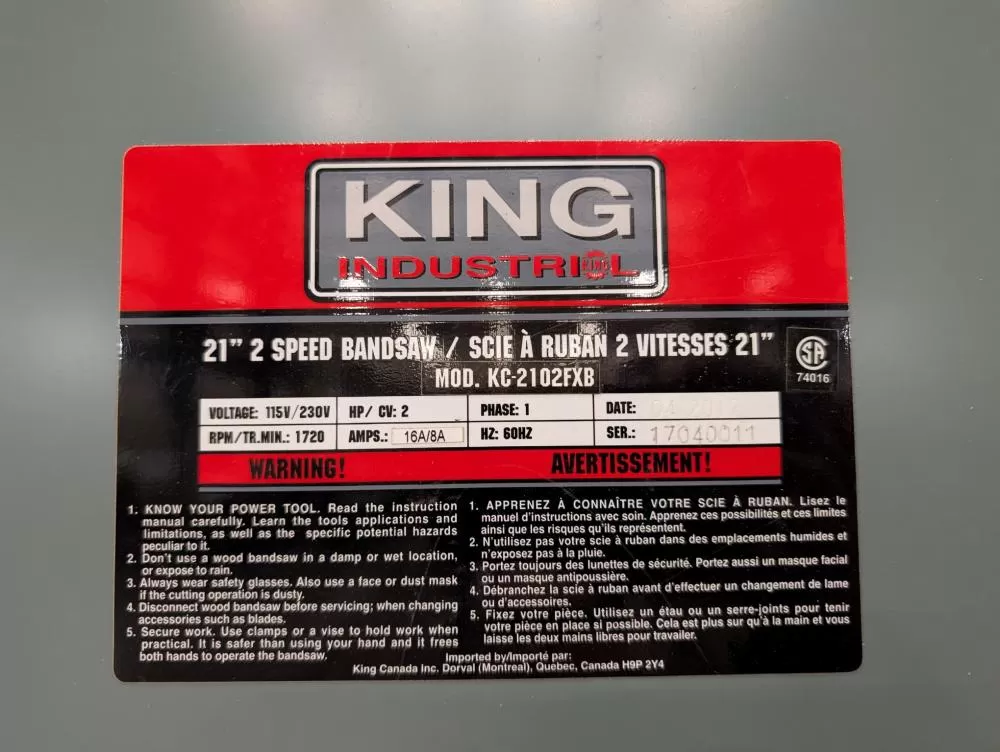 KING
INDUSTRIAL
KING
21” 2 SPEED BANDSAW / SCIE À RUBAN 2 VITESSES 21”
MOD. KC-2102FXB
SA
74016
VOLTAGE: 115V/230V HP/ CV: 2 PHASE: 1 DATE: 04 2017
RPM/TR.MIN.: 1720 AMPS.: 16A/8A HZ: 60HZ SER.: 17040011
WARNING! AVERTISSEMENT!
1. KNOW YOUR POWER TOOL. Read the instruction
manual carefully. Learn the tools applications and
limitations, as well as the specific potential hazards
peculiar to it.
2. Don't use a wood bandsaw in a damp or wet location,
or expose to rain.
3. Always wear safety glasses. Also use a face or dust mask
if the cutting operation is dusty.
4. Disconnect wood bandsaw before servicing; when changing
accessories such as blades.
5. Secure work. Use clamps or a vise to hold work when
practical. It is safer than using your hand and it frees
both hands to operate the bandsaw.
1. APPRENEZ À CONNAÎTRE VOTRE SCIE À RUBAN. Lisez le
manuel d'instructions avec soin. Apprenez ces possibilités et ces limites
ainsi que les risques qu'ils représentent.
2. N'utilisez pas votre scie à ruban dans des emplacements humides et
n'exposez pas à la pluie.
3. Portez toujours des lunettes de sécurité. Portez aussi un masque facial
ou un masque antipoussière.
4. Débranchez la scie à ruban avant d'effectuer un changement de lame
ou d'accessoires.
5. Fixez votre pièce. Utilisez un étau ou un serre-joints pour tenir
votre pièce en place si possible. Cela est plus sur qu'à la main et vous
laisse les deux mains libres pour travailler.
Imported by/Importé par:
King Canada Inc. Dorval (Montreal), Quebec, Canada H9P 2Y4